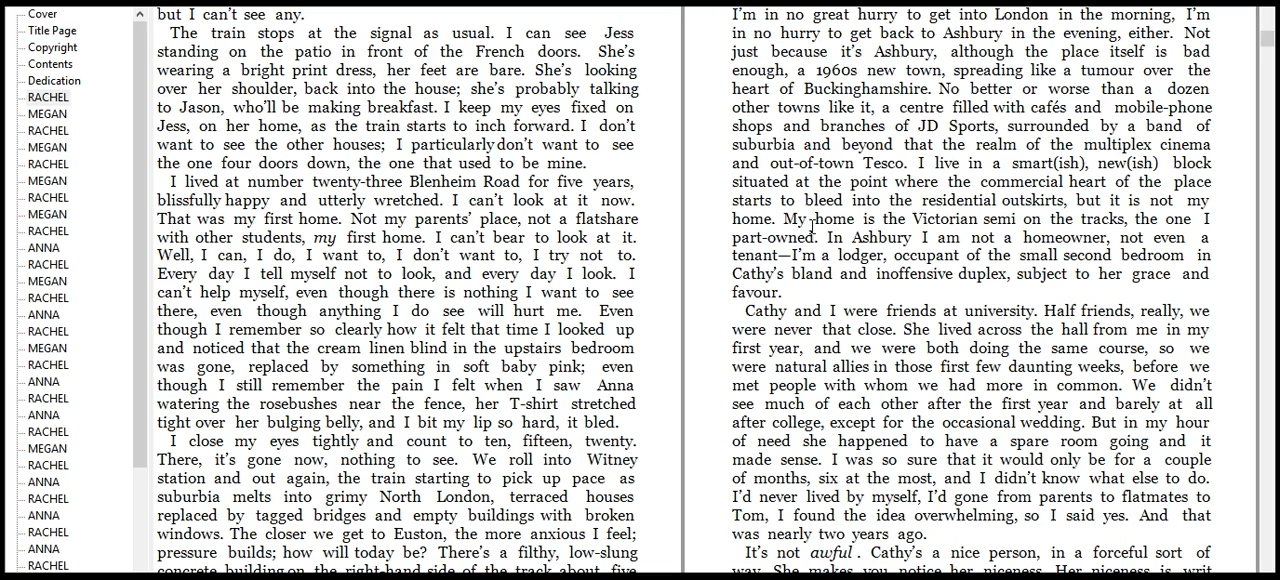 Cover
Title Page
Copyright
Contents
Dedication
RACHEL
MEGAN
RACHEL
MEGAN
RACHEL
MEGAN
RACHEL
MEGAN
RACHEL
ANNA
RACHEL
MEGAN
RACHEL
ANNA
RACHEL
MEGAN
RACHEL
ANNA
RACHEL
ANNA
RACHEL
MEGAN
RACHEL
ANNA
RACHEL
ANNA
RACHEL
ANNA
RACHEL
but I can’t see any.
The train stops at the signal as usual. I can see Jess
standing on the patio in front of the French doors. She’s
wearing a bright print dress, her feet are bare. She’s looking
over her shoulder, back into the house; she’s probably talking
to Jason, who’ll be making breakfast. I keep my eyes fixed on
Jess, on her home, as the train starts to inch forward. I don’t
want to see the other houses; I particularly don’t want to see
the one four doors down, the one that used to be mine.
I lived at number twenty-three Blenheim Road for five years,
blissfully happy and utterly wretched. I can’t look at it now.
That was my first home. Not my parents’ place, not a flatshare
with other students, my first home. I can’t bear to look at it.
Well, I can, I do, I want to, I don’t want to, I try not to.
Every day I tell myself not to look, and every day I look. I
can’t help myself, even though there is nothing I want to see
there, even though anything I do see will hurt me. Even
though I remember so clearly how it felt that time I looked up
and noticed that the cream linen blind in the upstairs bedroom
was gone, replaced by something in soft baby pink; even
though I still remember the pain I felt when I saw Anna
watering the rosebushes near the fence, her T-shirt stretched
tight over her bulging belly, and I bit my lip so hard, it bled.
I close my eyes tightly and count to ten, fifteen, twenty.
There, it’s gone now, nothing to see. We roll into Witney
station and out again, the train starting to pick up pace as
suburbia melts into grimy North London, terraced houses
replaced by tagged bridges and empty buildings with broken
windows. The closer we get to Euston, the more anxious I feel;
pressure builds; how will today be? There’s a filthy, low-slung
concrete building on the right-hand side of the track about five
I’m in no great hurry to get into London in the morning, I’m
in no hurry to get back to Ashbury in the evening, either. Not
just because it’s Ashbury, although the place itself is bad
enough, a 1960s new town, spreading like a tumour over the
heart of Buckinghamshire. No better or worse than a dozen
other towns like it, a centre filled with cafés and mobile-phone
shops and branches of JD Sports, surrounded by a band of
suburbia and beyond that the realm of the multiplex cinema
and out-of-town Tesco. I live in a smart(ish), new(ish) block
situated at the point where the commercial heart of the place
starts to bleed into the residential outskirts, but it is not my
home. My home is the Victorian semi on the tracks, the one I
part-owned. In Ashbury I am not a homeowner, not even a
tenant—I’m a lodger, occupant of the small second bedroom in
Cathy’s bland and inoffensive duplex, subject to her grace and
favour.
Cathy and I were friends at university. Half friends, really, we
were never that close. She lived across the hall from me in my
first year, and we were both doing the same course, so we
were natural allies in those first few daunting weeks, before we
met people with whom we had more in common. We didn’t
see much of each other after the first year and barely at all
after college, except for the occasional wedding. But in my hour
of need she happened to have a spare room going and it
made sense. I was so sure that it would only be for a couple
of months, six at the most, and I didn’t know what else to do.
I’d never lived by myself, I’d gone from parents to flatmates to
Tom, I found the idea overwhelming, so I said yes. And that
was nearly two years ago.
It’s not awful. Cathy’s a nice person, in a forceful sort of
way. She makes you notice her niceness. Her niceness is writ